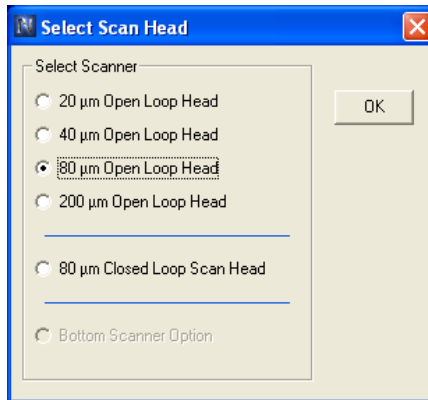 Select Scan Head
Select Scanner
20 µm Open Loop Head
OK
40 µm Open Loop Head
80 µm Open Loop Head
200 µm Open Loop Head
80 µm Closed Loop Scan Head
Bottom Scanner Option